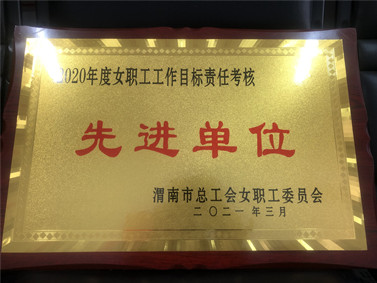 2020年度女职工工作目标责任考核
先进单位
渭南市总工会女职工委员会
二〇二一年三月